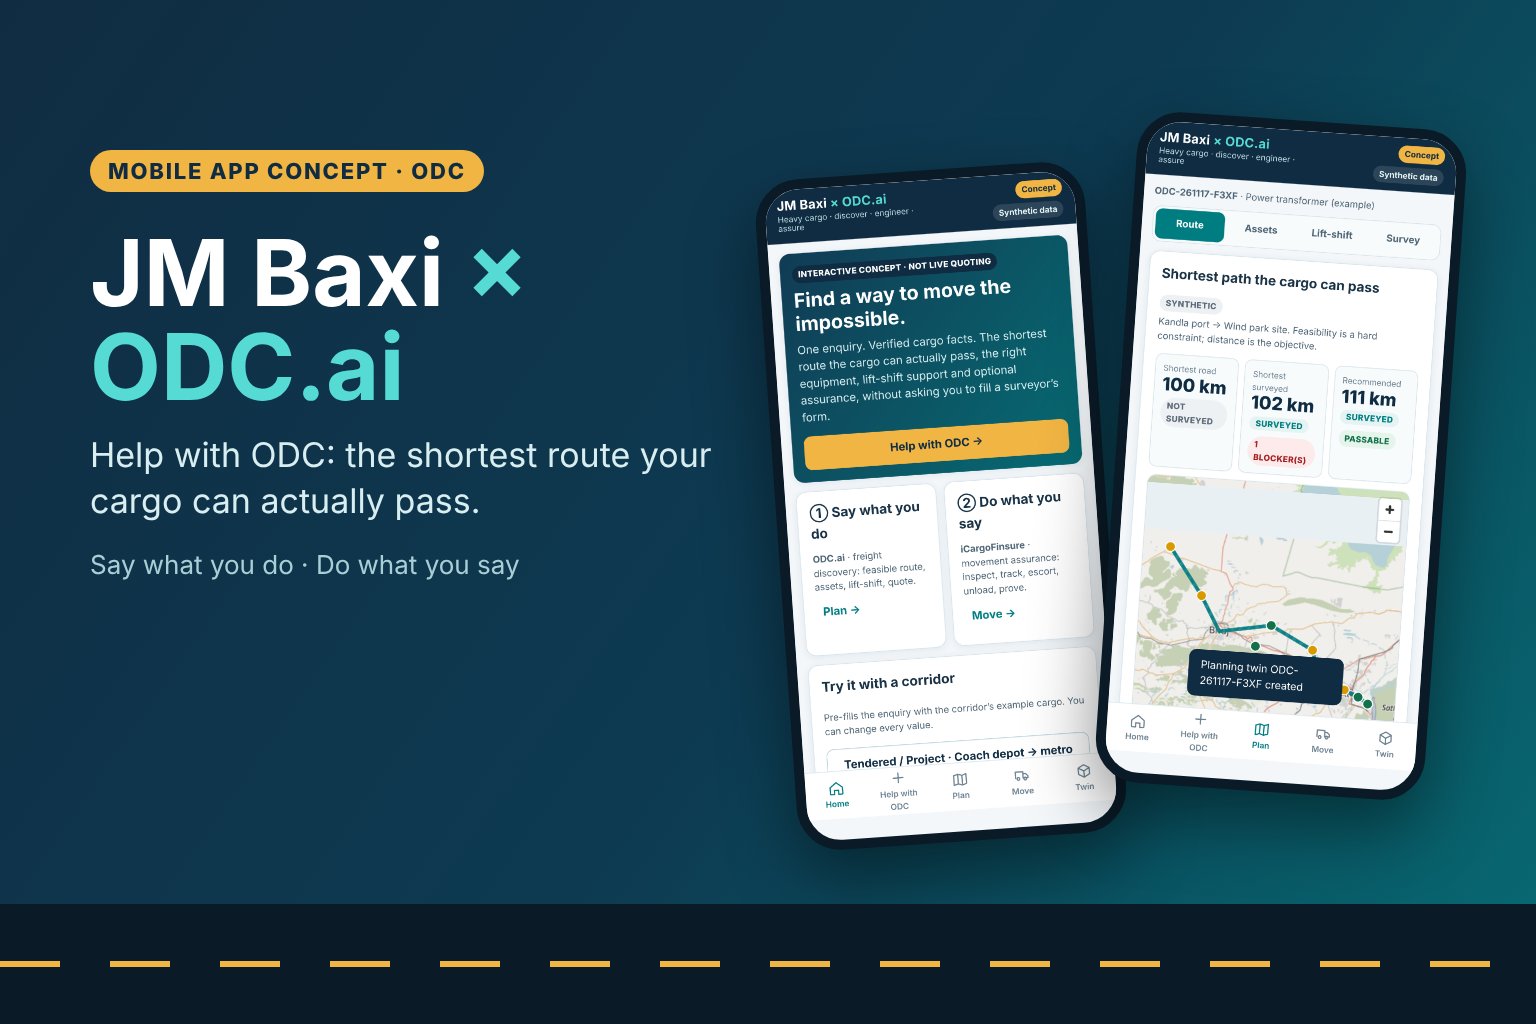 MOBILE APP CONCEPT · ODC
JM Baxi ×
ODC.ai
Help with ODC: the shortest route your
cargo can actually pass.
Say what you do · Do what you say
JM Baxi × ODC.ai
Heavy cargo · discover · engineer ·
assure
Concept
Synthetic data
INTERACTIVE CONCEPT · NOT LIVE QUOTING
Find a way to move the
impossible.
One enquiry. Verified cargo facts. The shortest
route the cargo can actually pass, the right
equipment, lift-shift support and optional
assurance, without asking you to fill a surveyor's
form.
Help with ODC →
① Say what you
do
ODC.ai · freight
discovery: feasible route,
assets, lift-shift, quote.
Plan →
② Do what you
say
iCargoFinsure ·
movement assurance:
inspect, track, escort,
unload, prove.
Move →
Try it with a corridor
Pre-fills the enquiry with the corridor's example cargo. You
can change every value.
Tendered / Project · Coach depot → metro
Home
Help with
ODC
Plan
Move
Twin
JM Baxi × ODC.ai
Heavy cargo · discover · engineer ·
assure
Concept
Synthetic data
ODC-261117-F3XF · Power transformer (example)
Route
Assets
Lift-shift
Survey
Shortest path the cargo can pass
SYNTHETIC
Kandla port → Wind park site. Feasibility is a hard
constraint; distance is the objective.
Shortest road
100 km
NOT
SURVEYED
Shortest
surveyed
102 km
SURVEYED
1
BLOCKER(S)
Recommended
111 km
SURVEYED
PASSABLE
+
−
Planning twin ODC-
261117-F3XF created
Home
Help with
ODC
Plan
Move
Twin